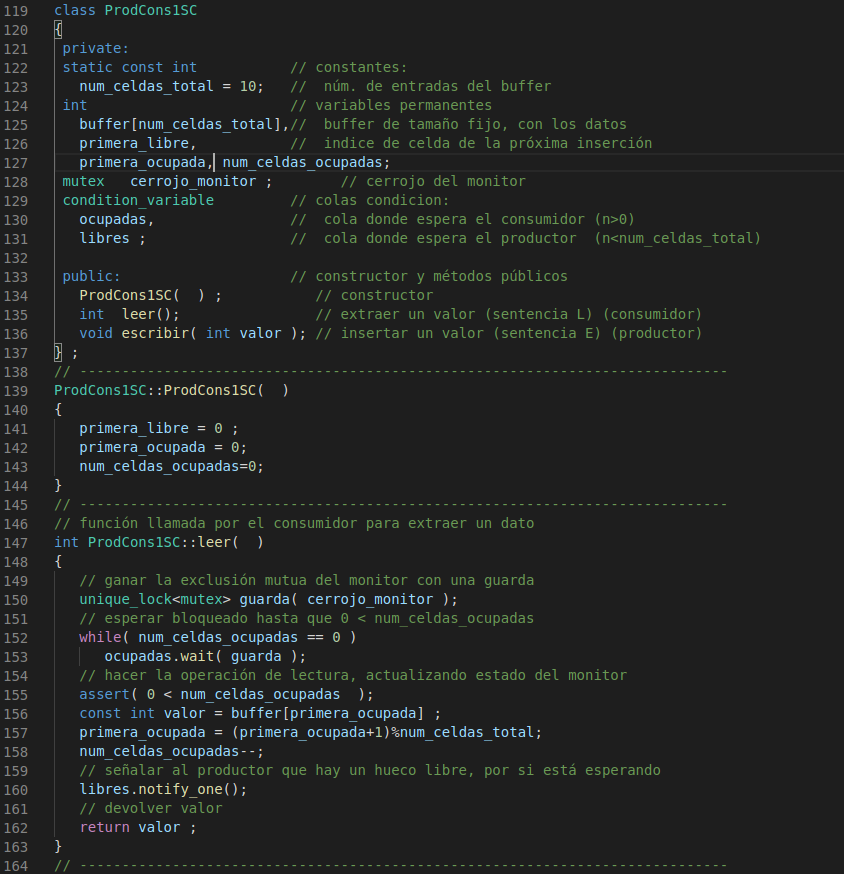 119 class ProdCons1SC
120 {
121  private:
122  static const int           // constantes:
123    num_celdas_total = 10;   //  núm. de entradas del buffer
124  int                        // variables permanentes
125    buffer[num_celdas_total],//  buffer de tamaño fijo, con los datos
126    primera_libre,           //  indice de celda de la próxima inserción
127    primera_ocupada, num_celdas_ocupadas;
128  mutex   cerrojo_monitor ;        // cerrojo del monitor
129  condition_variable         // colas condicion:
130    ocupadas,                //  cola donde espera el consumidor (n>0)
131    libres ;                 //  cola donde espera el productor  (n<num_celdas_total)
132
133  public:                    // constructor y métodos públicos
134    ProdCons1SC(  ) ;           // constructor
135    int  leer();                // extraer un valor (sentencia L) (consumidor)
136    void escribir( int valor ); // insertar un valor (sentencia E) (productor)
137 } ;
138 // -----------------------------------------------------------------------------
139 ProdCons1SC::ProdCons1SC(  )
140 {
141    primera_libre = 0 ;
142    primera_ocupada = 0;
143    num_celdas_ocupadas=0;
144 }
145 // -----------------------------------------------------------------------------
146 // función llamada por el consumidor para extraer un dato
147 int ProdCons1SC::leer(  )
148 {
149    // ganar la exclusión mutua del monitor con una guarda
150    unique_lock<mutex> guarda( cerrojo_monitor );
151    // esperar bloqueado hasta que 0 < num_celdas_ocupadas
152    while( num_celdas_ocupadas == 0 )
153       ocupadas.wait( guarda );
154    // hacer la operación de lectura, actualizando estado del monitor
155    assert( 0 < num_celdas_ocupadas  );
156    const int valor = buffer[primera_ocupada] ;
157    primera_ocupada = (primera_ocupada+1)%num_celdas_total;
158    num_celdas_ocupadas--;
159    // señalar al productor que hay un hueco libre, por si está esperando
160    libres.notify_one();
161    // devolver valor
162    return valor ;
163 }
164 // -----------------------------------------------------------------------------